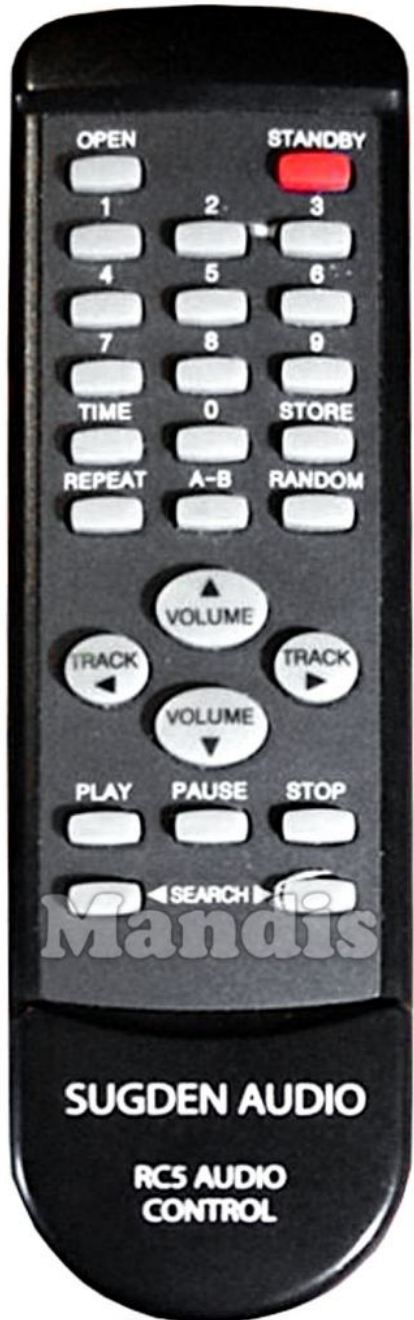 OPEN STANDBY
1 2 3
4 5 6
7 8 9
TIME 0 STORE
REPEAT A-B RANDOM
▲
VOLUME
TRACK TRACK
◀ ▶
VOLUME
▼
PLAY PAUSE STOP
◀SEARCH▶
Mandis
SUGDEN AUDIO
RC5 AUDIO
CONTROL